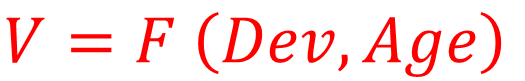 V = F (Dev, Age)